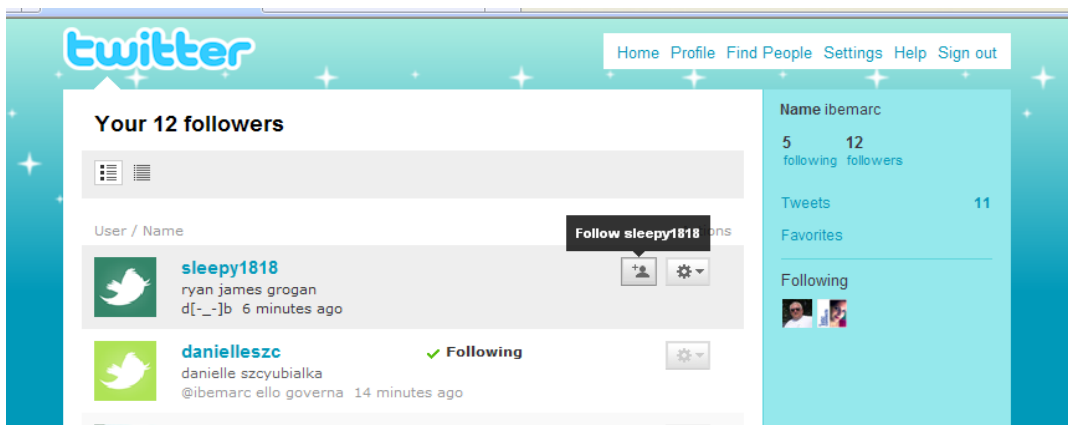 twitter
Home Profile Find People Settings Help Sign out
Your 12 followers
User / Name
Follow sleepy1818
sleepy1818
ryan james grogan
d[-_-]b 6 minutes ago
danielleszc
Following
danielle szcyubialka
@ibemarc ello governa 14 minutes ago
Name ibemarc
5 12
following followers
Tweets 11
Favorites
Following